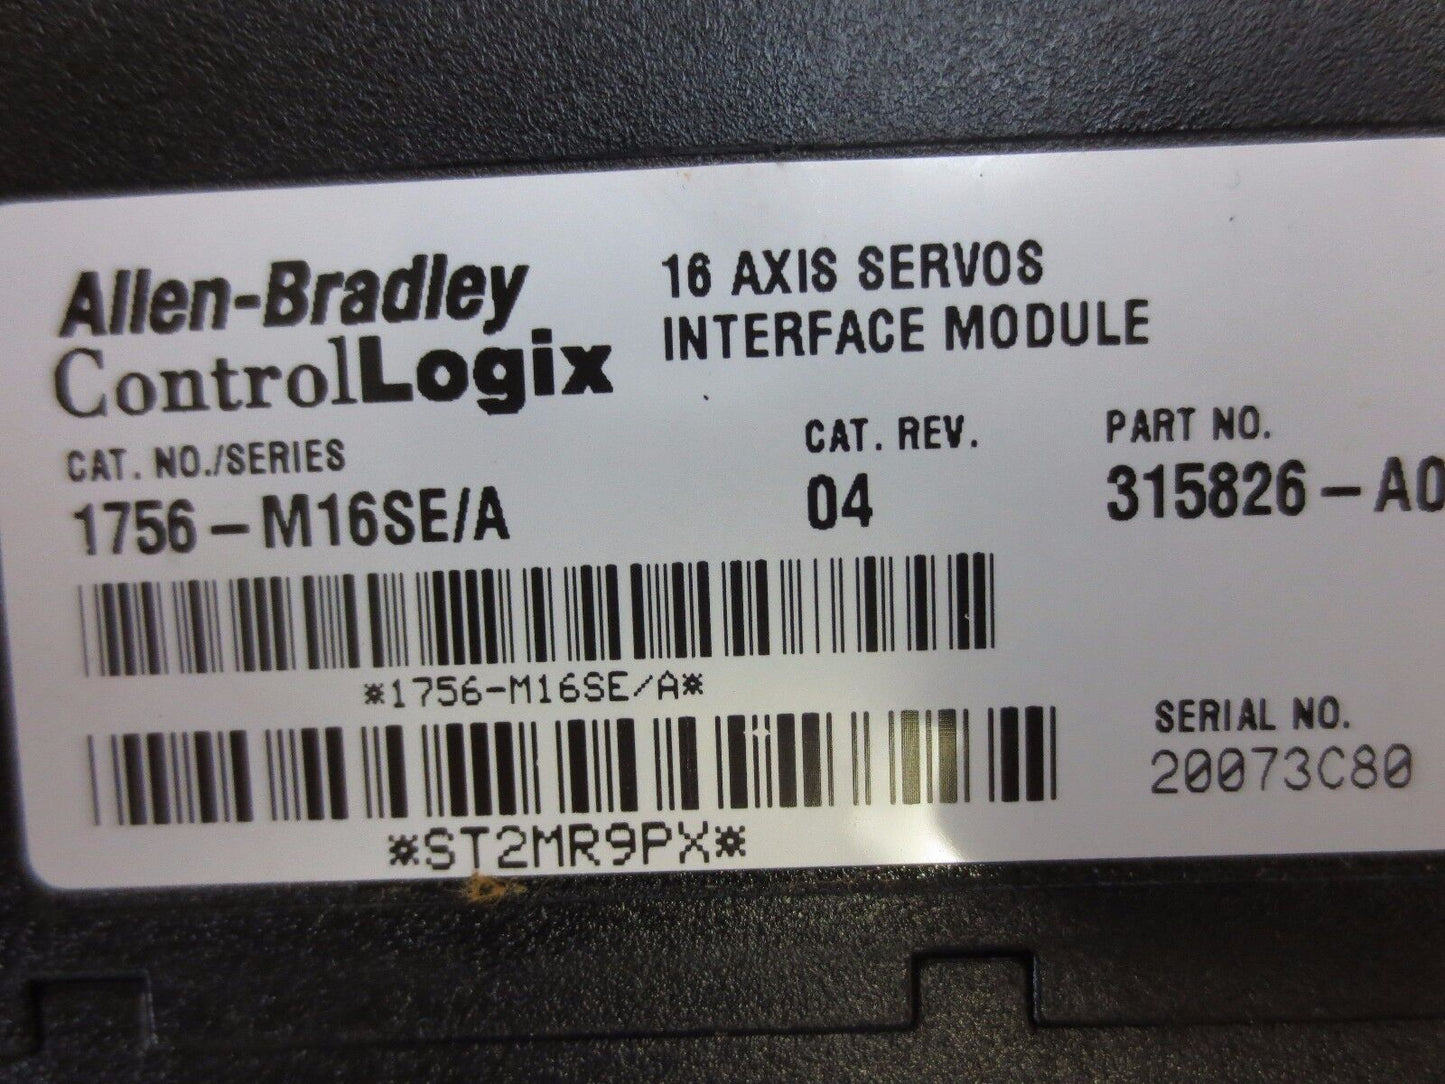 Allen-Bradley
ControlLogix
16 AXIS SERVOS
INTERFACE MODULE
CAT. NO./SERIES
1756-M16SE/A
CAT. REV.
04
PART NO.
315826-A0
*1756-M16SE/A*
*ST2MR9PX*
SERIAL NO.
20073C80